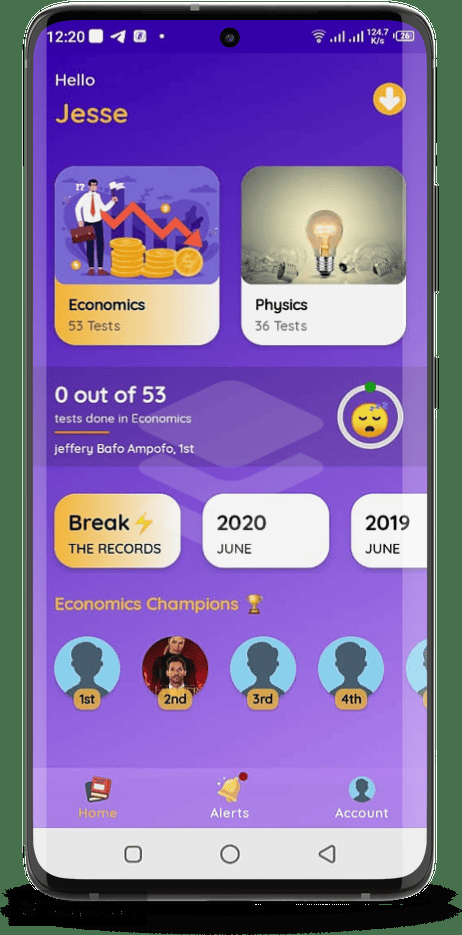 12:20
124.7
K/s
26
Hello
Jesse
!?
Economics
53 Tests
Physics
36 Tests
0 out of 53
tests done in Economics
jeffery Bafo Ampofo, 1st
Break
THE RECORDS
2020
JUNE
2019
JUNE
Economics Champions
1st
2nd
3rd
4th
Home
Alerts
Account